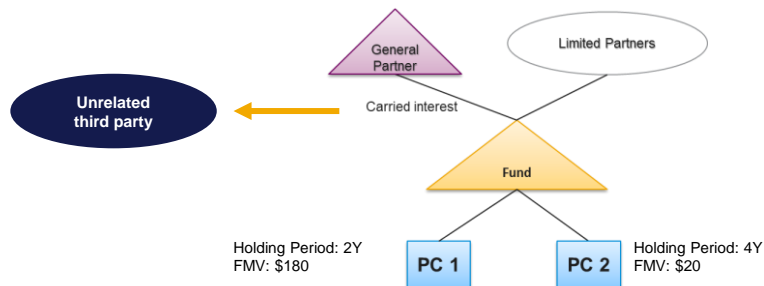 General
Partner
Limited Partners
Unrelated
third party
Carried interest
Fund
Holding Period: 2Y
FMV: $180
PC 1
PC 2
Holding Period: 4Y
FMV: $20